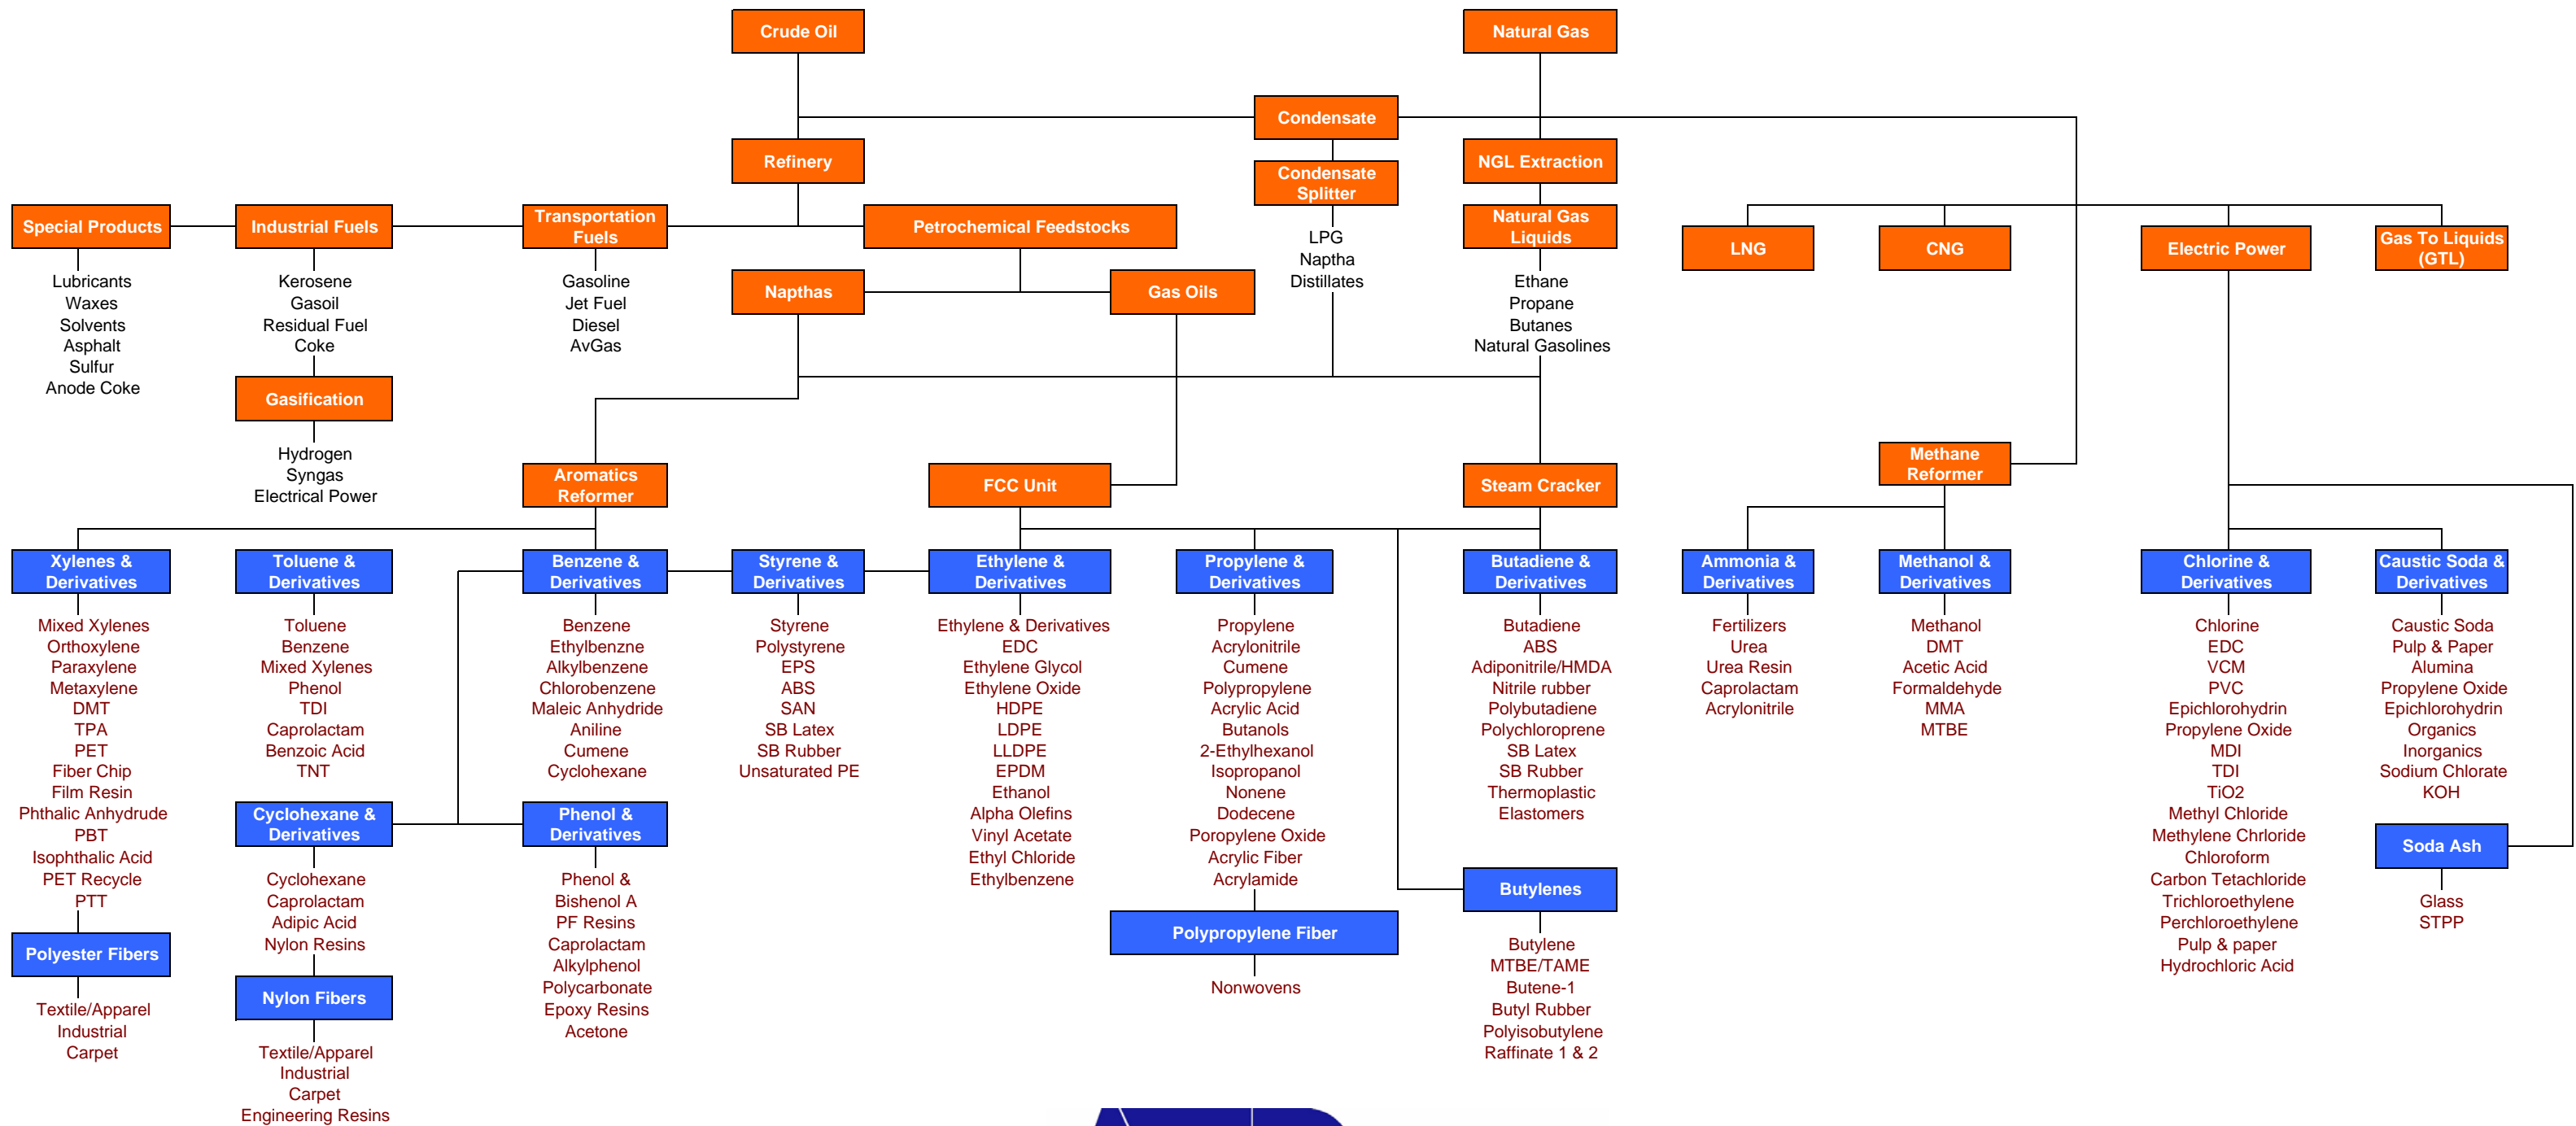 Crude Oil
Natural Gas
Condensate
Refinery
Condensate
Splitter
NGL Extraction
Special Products
Industrial Fuels
Transportation
Fuels
Petrochemical Feedstocks
LPG
Naptha
Distillates
Natural Gas
Liquids
LNG
CNG
Electric Power
Gas To Liquids
(GTL)
Lubricants
Waxes
Solvents
Asphalt
Sulfur
Anode Coke
Kerosene
Gasoil
Residual Fuel
Coke
Gasoline
Jet Fuel
Diesel
AvGas
Napthas
Gas Oils
Ethane
Propane
Butanes
Natural Gasolines
Gasification
Hydrogen
Syngas
Electrical Power
Aromatics
Reformer
FCC Unit
Steam Cracker
Methane
Reformer
Xylenes &
Derivatives
Toluene &
Derivatives
Benzene &
Derivatives
Styrene &
Derivatives
Ethylene &
Derivatives
Propylene &
Derivatives
Butadiene &
Derivatives
Ammonia &
Derivatives
Methanol &
Derivatives
Chlorine &
Derivatives
Caustic Soda &
Derivatives
Mixed Xylenes
Orthoxylene
Paraxylene
Metaxylene
DMT
TPA
PET
Fiber Chip
Film Resin
Phthalic Anhydrude
PBT
Isophthalic Acid
PET Recycle
PTT
Toluene
Benzene
Mixed Xylenes
Phenol
TDI
Caprolactam
Benzoic Acid
TNT
Benzene
Ethylbenzne
Alkylbenzene
Chlorobenzene
Maleic Anhydride
Aniline
Cumene
Cyclohexane
Styrene
Polystyrene
EPS
ABS
SAN
SB Latex
SB Rubber
Unsaturated PE
Ethylene & Derivatives
EDC
Ethylene Glycol
Ethylene Oxide
HDPE
LDPE
LLDPE
EPDM
Ethanol
Alpha Olefins
Vinyl Acetate
Ethyl Chloride
Ethylbenzene
Propylene
Acrylonitrile
Cumene
Polypropylene
Acrylic Acid
Butanols
2-Ethylhexanol
Isopropanol
Nonene
Dodecene
Poropylene Oxide
Acrylic Fiber
Acrylamide
Butadiene
ABS
Adiponitrile/HMDA
Nitrile rubber
Polybutadiene
Polychloroprene
SB Latex
SB Rubber
Thermoplastic
Elastomers
Fertilizers
Urea
Urea Resin
Caprolactam
Acrylonitrile
Methanol
DMT
Acetic Acid
Formaldehyde
MMA
MTBE
Chlorine
EDC
VCM
PVC
Epichlorohydrin
Propylene Oxide
MDI
TDI
TiO2
Methyl Chloride
Methylene Chrloride
Chloroform
Carbon Tetachloride
Trichloroethylene
Perchloroethylene
Pulp & paper
Hydrochloric Acid
Caustic Soda
Pulp & Paper
Alumina
Propylene Oxide
Epichlorohydrin
Organics
Inorganics
Sodium Chlorate
KOH
Cyclohexane &
Derivatives
Phenol &
Derivatives
Soda Ash
Cyclohexane
Caprolactam
Adipic Acid
Nylon Resins
Phenol &
Bishenol A
PF Resins
Caprolactam
Alkylphenol
Polycarbonate
Epoxy Resins
Acetone
Butylenes
Glass
STPP
Polyester Fibers
Polypropylene Fiber
Butylene
MTBE/TAME
Butene-1
Butyl Rubber
Polyisobutylene
Raffinate 1 & 2
Nylon Fibers
Nonwovens
Textile/Apparel
Industrial
Carpet
Textile/Apparel
Industrial
Carpet
Engineering Resins